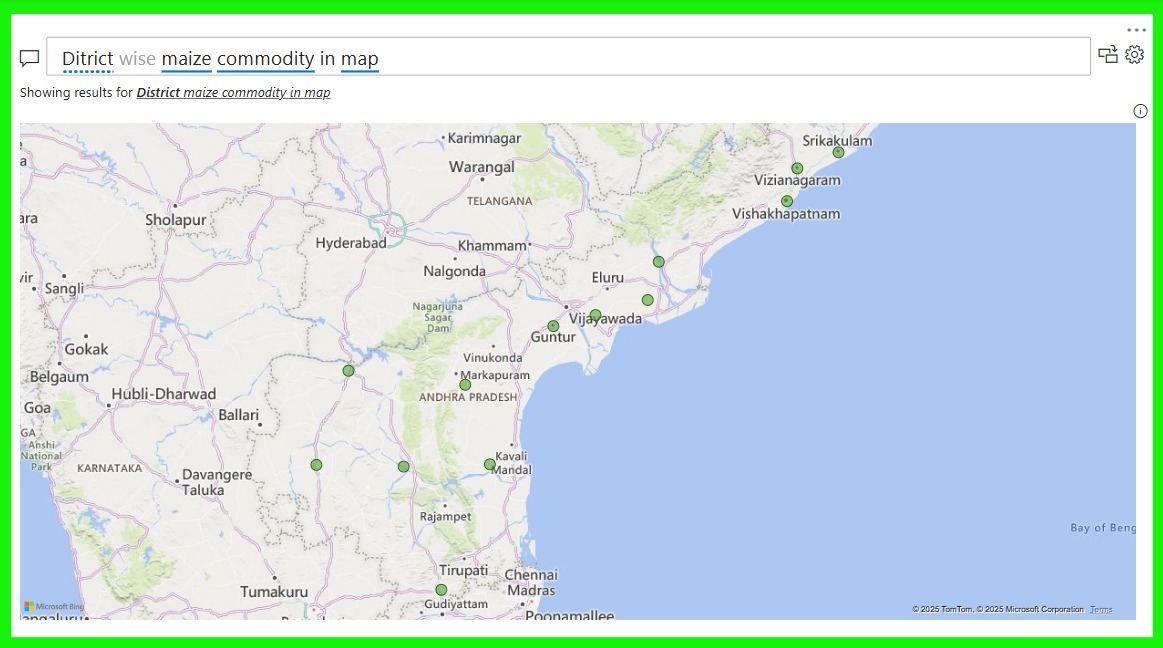 Ditrict wise maize commodity in map
Showing results for District maize commodity in map
Karimnagar
Srikakulam
Warangal
Vizianagaram
TELANGANA
ara
Sholapur
Vishakhapatnam
Hyderabad
Khammam
Nalgonda
Eluru
vir
Sangli
Nagarjuna
Sagar
Dam
Vijayawada
Guntur
Gokak
Vinukonda
Belgaum
Markapuram
Hubli-Dharwad
ANDHRA PRADESH
Goa
Ballari
GA
Anshi
National
Park
Kavali
Mandal
KARNATAKA
Davangere
Taluka
Rajampet
Bay of Beng
Tirupati
Chennai
Madras
Tumakuru
Gudiyattam
Microsoft Bing
© 2025 TomTom, © 2025 Microsoft Corporation Terms
angaluru
Poonamallee